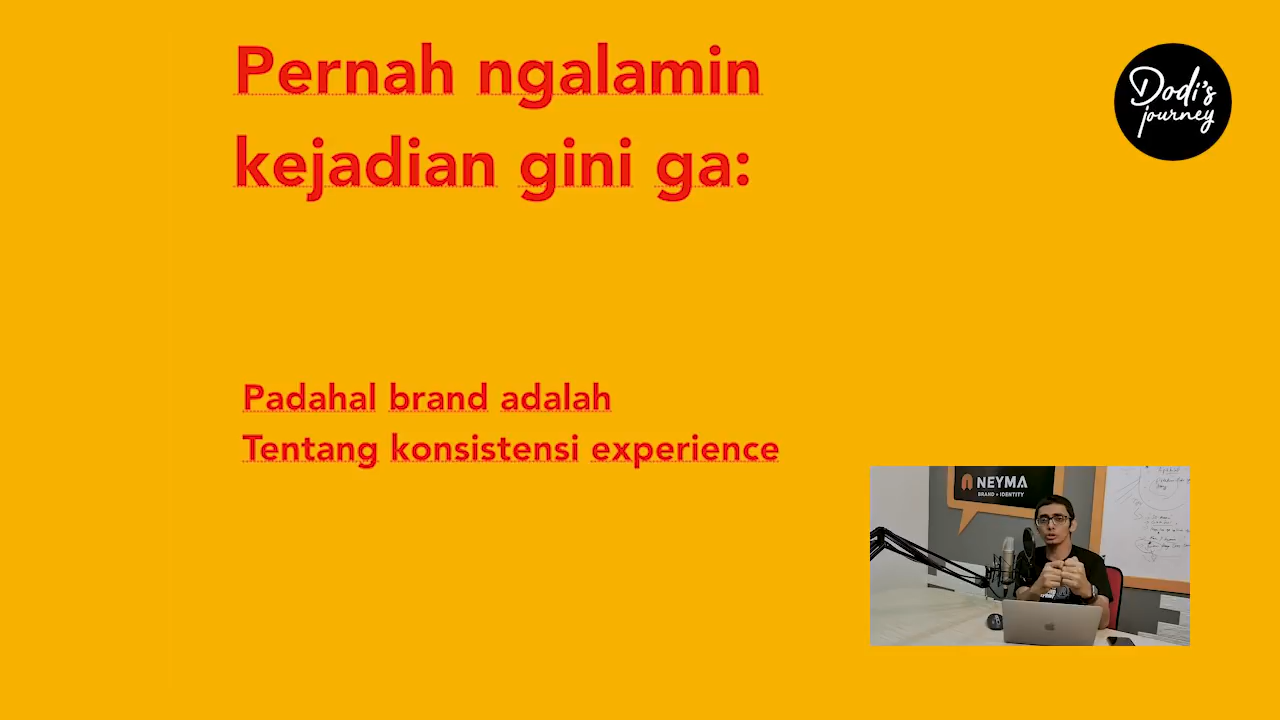 Pernah ngalamin
kejadian gini ga:
Dodi's
journey
Padahal brand adalah
Tentang konsistensi experience
NEYMA
BRAND + IDENTITY